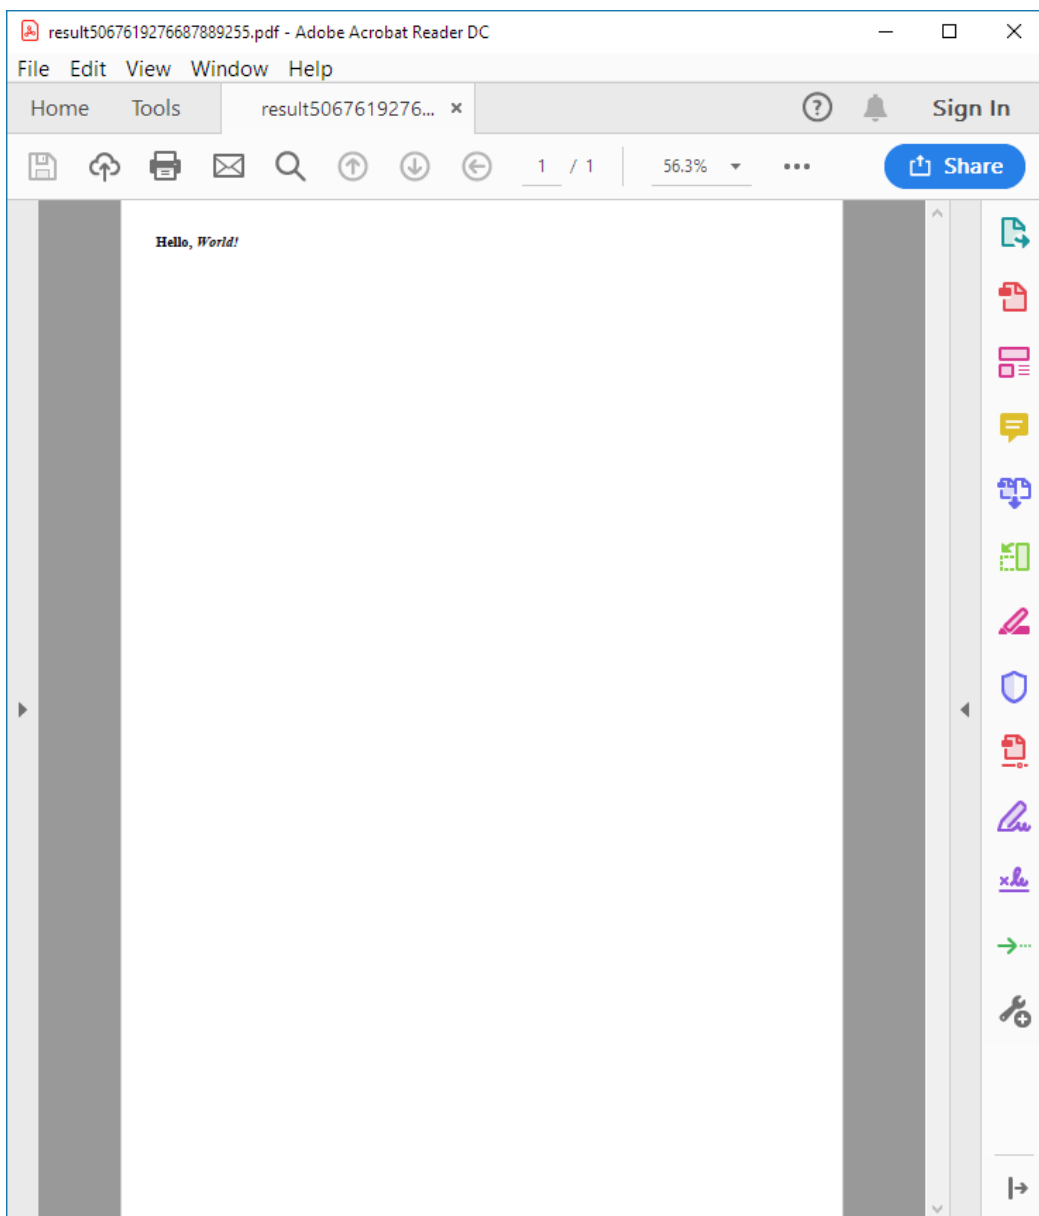 result5067619276687889255.pdf - Adobe Acrobat Reader DC
File Edit View Window Help
Home Tools result5067619276... × Sign In
1 / 1 56.3% Share
Hello, World!